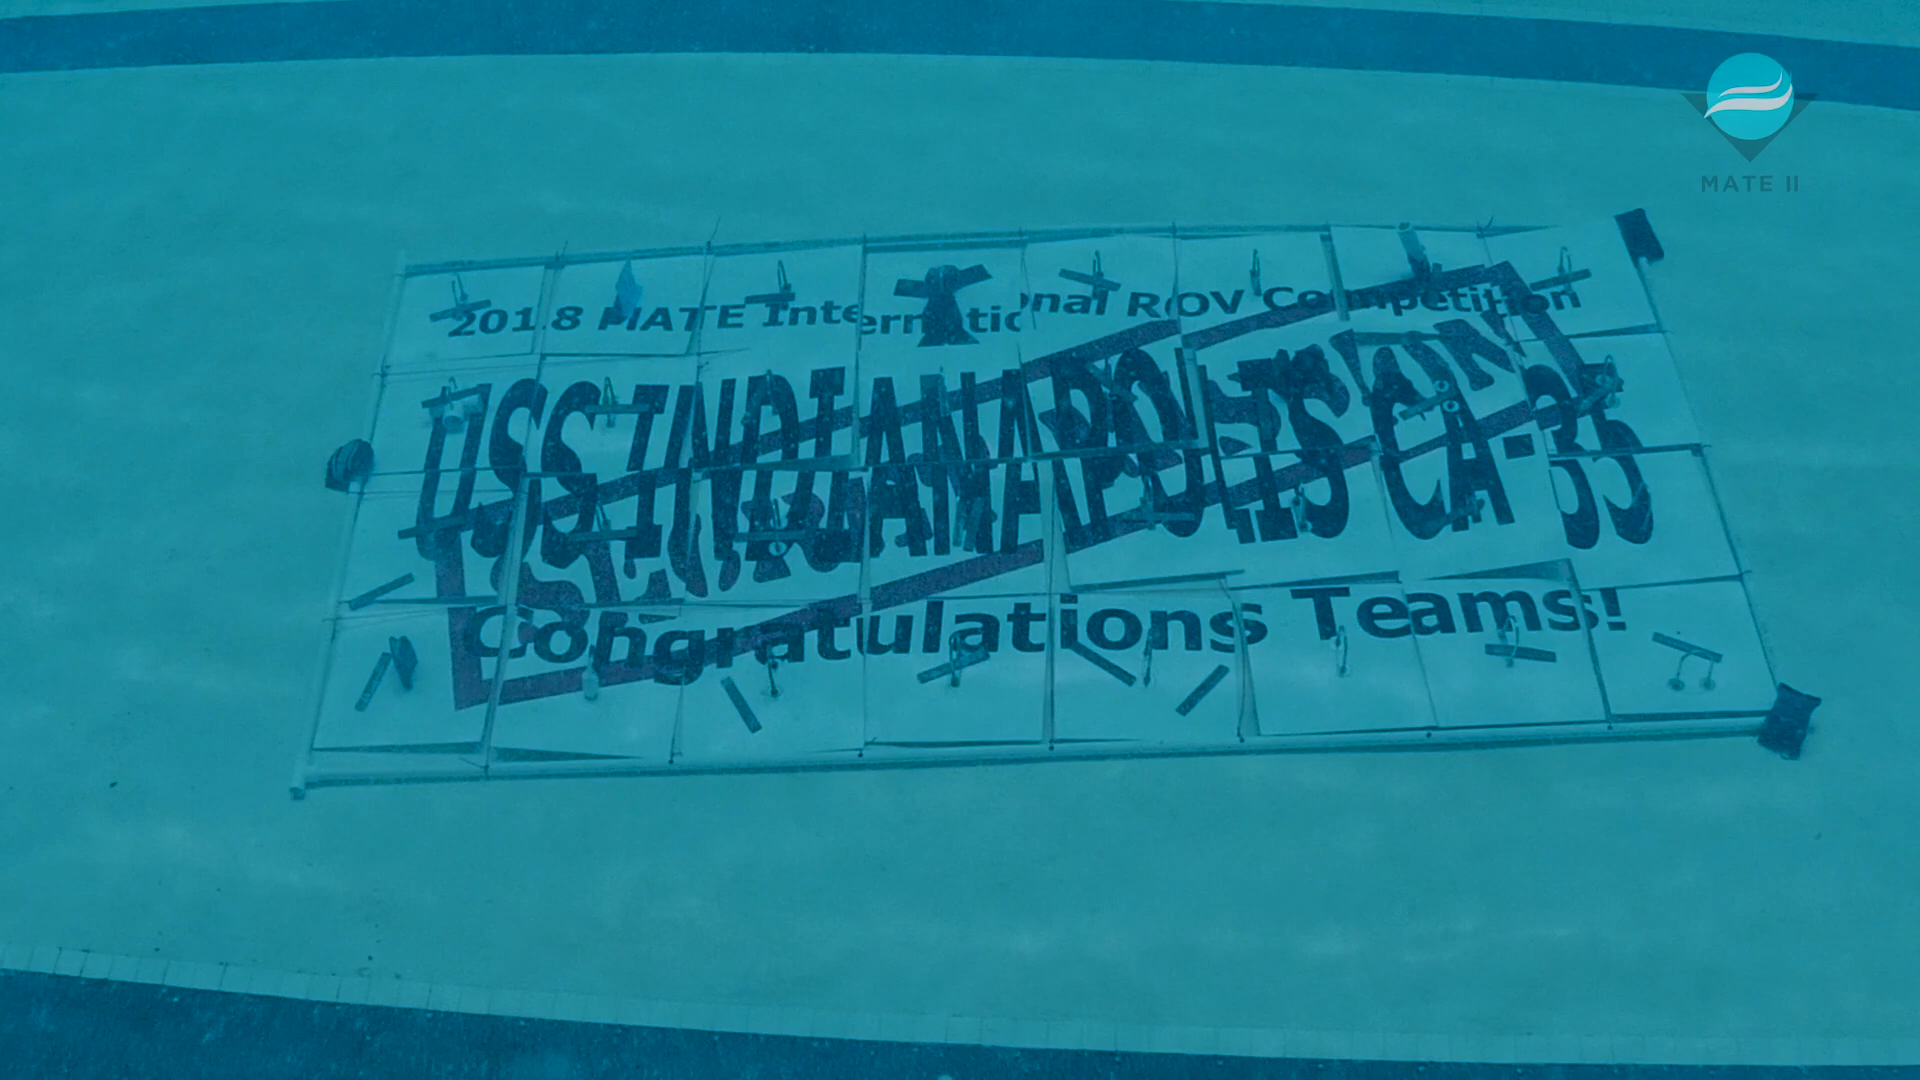 MATE II
2018 MATE International ROV Competition
USS INDIANAPOLIS CA-35
Congratulations Teams!